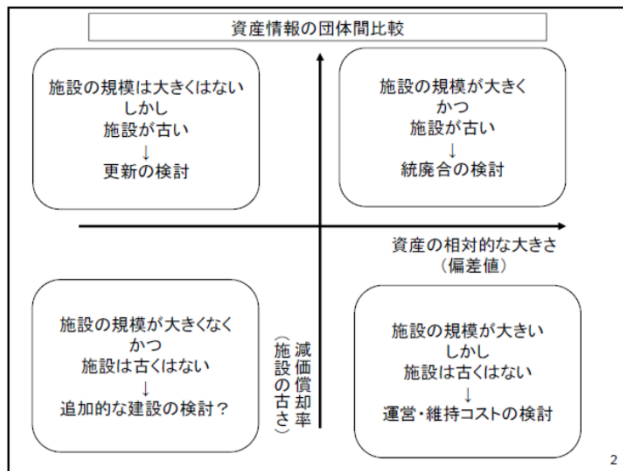 資産情報の団体間比較
施設の規模は大きくはない
しかし
施設が古い
↓
更新の検討
施設の規模が大きく
かつ
施設が古い
↓
統廃合の検討
資産の相対的な大きさ
(偏差値)
施設の規模が大きくなく
かつ
施設は古くはない
↓
追加的な建設の検討?
減価償却率
(施設の古さ)
施設の規模が大きい
しかし
施設は古くはない
↓
運営・維持コストの検討
2